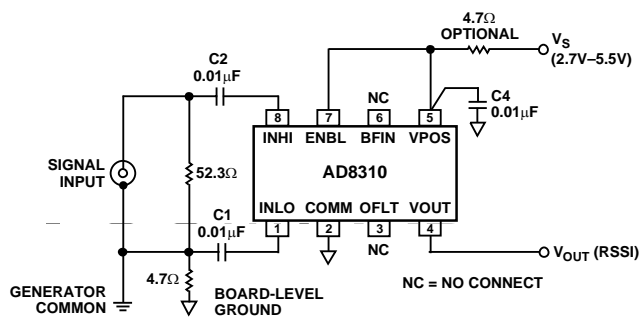 4.7Ω
OPTIONAL
VS
(2.7V–5.5V)
C2
0.01μF
NC
C4
0.01μF
8
7
6
5
INHI
ENBL
BFIN
VPOS
SIGNAL
INPUT
52.3Ω
AD8310
C1
0.01μF
INLO
COMM
OFLT
VOUT
1
2
3
4
NC
VOUT (RSSI)
4.7Ω
NC = NO CONNECT
GENERATOR
COMMON
BOARD-LEVEL
GROUND